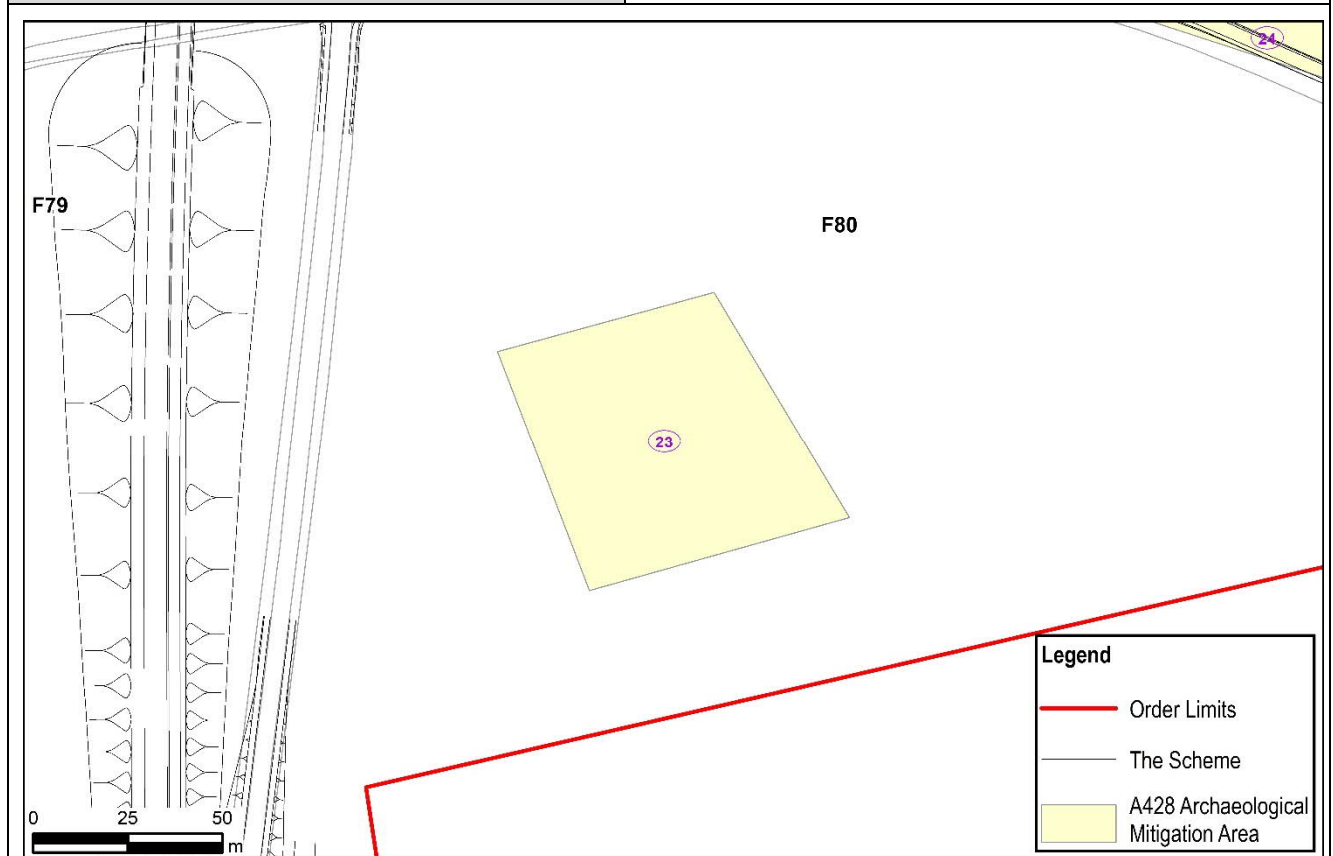 24
F79
F80
23
Legend
Order Limits
The Scheme
A428 Archaeological
Mitigation Area
0 25 50
m